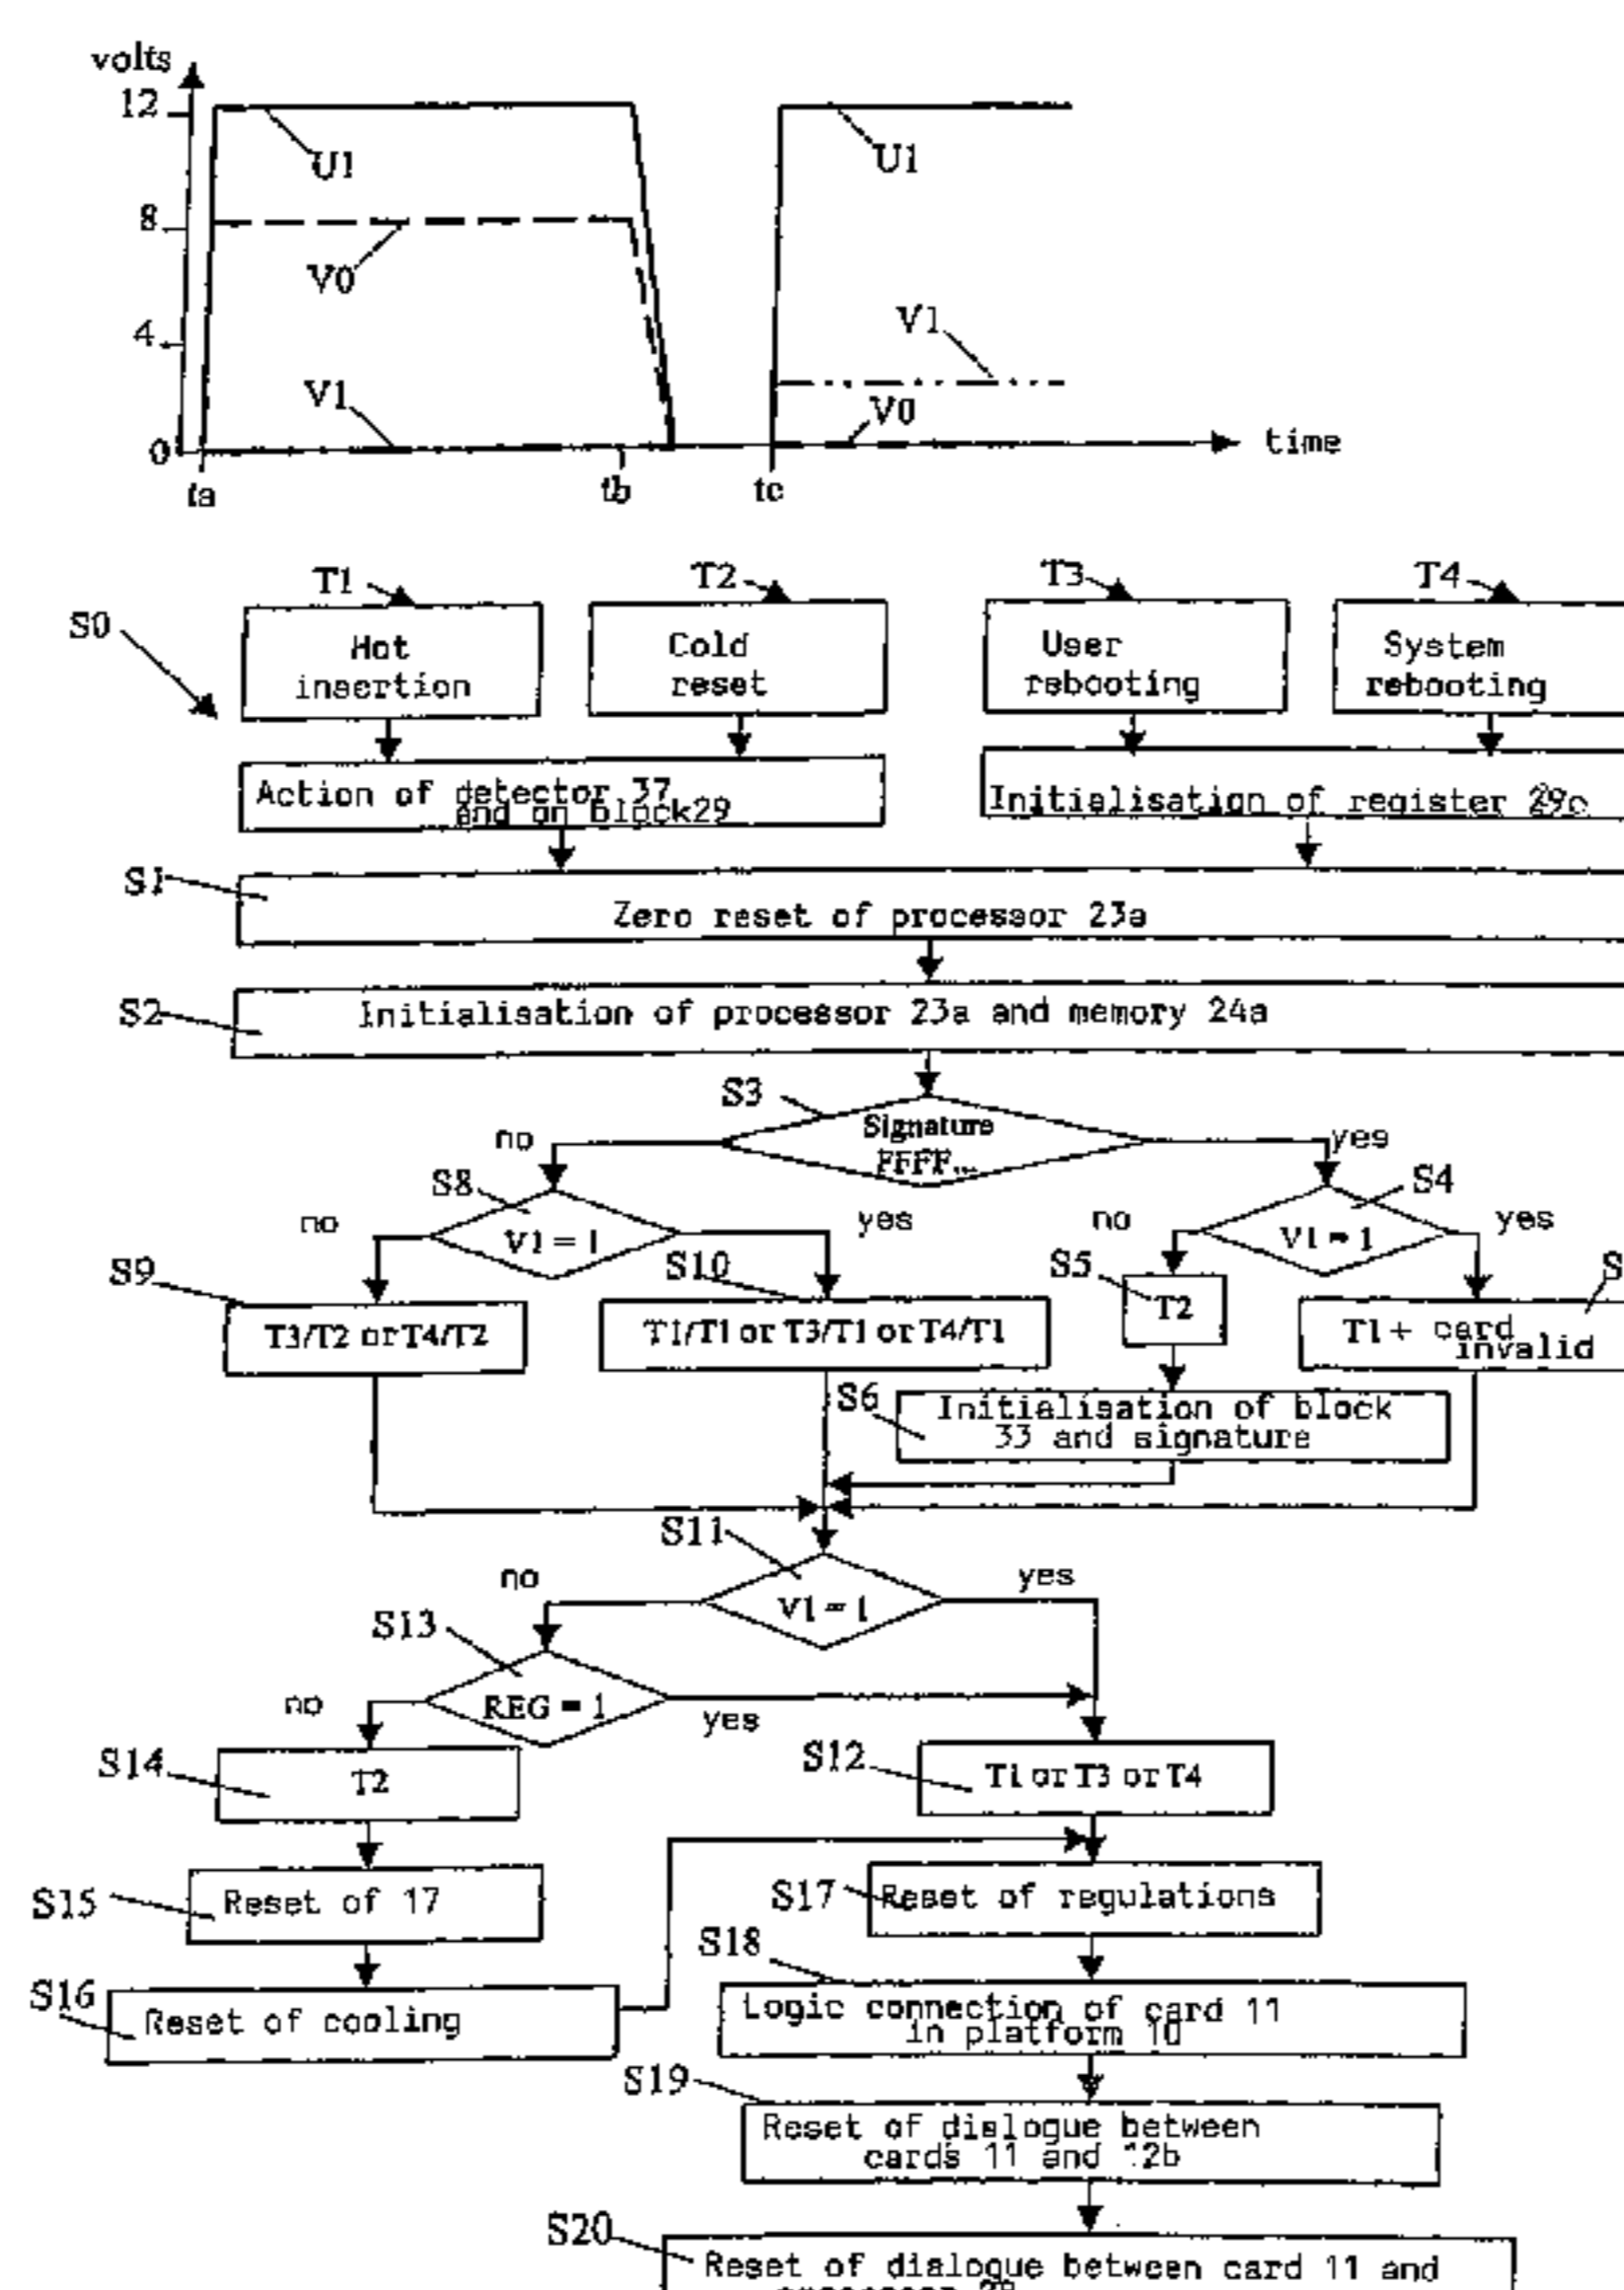 volts
12
U1
U1
8
V0
4
V1
V1
V0
0
time
ta
tb
tc
T1
T2
T3
T4
S0
Hot
insertion
Cold
reset
User
rebooting
System
rebooting
Action of detector 37
and on block29
Initialisation of register 29c
S1
Zero reset of processor 23a
S2
Initialisation of processor 23a and memory 24a
S3
Signature
FFFF...
no
yes
S8
S4
no
V1 = 1
yes
no
V1 = 1
yes
S9
S10
S5
S
T3/T2 or T4/T2
T1/T1 or T3/T1 or T4/T1
T2
T1 + card
invalid
S6
Initialisation of block
33 and signature
S11
no
V1 = 1
yes
S13
no
REG = 1
yes
S14
T2
S12
T1 or T3 or T4
S15
Reset of 17
S17
Reset of regulations
S18
S16
Reset of cooling
Logic connection of card 11
in platform 10
S19
Reset of dialogue between
cards 11 and 12b
S20
Reset of dialogue between card 11 and